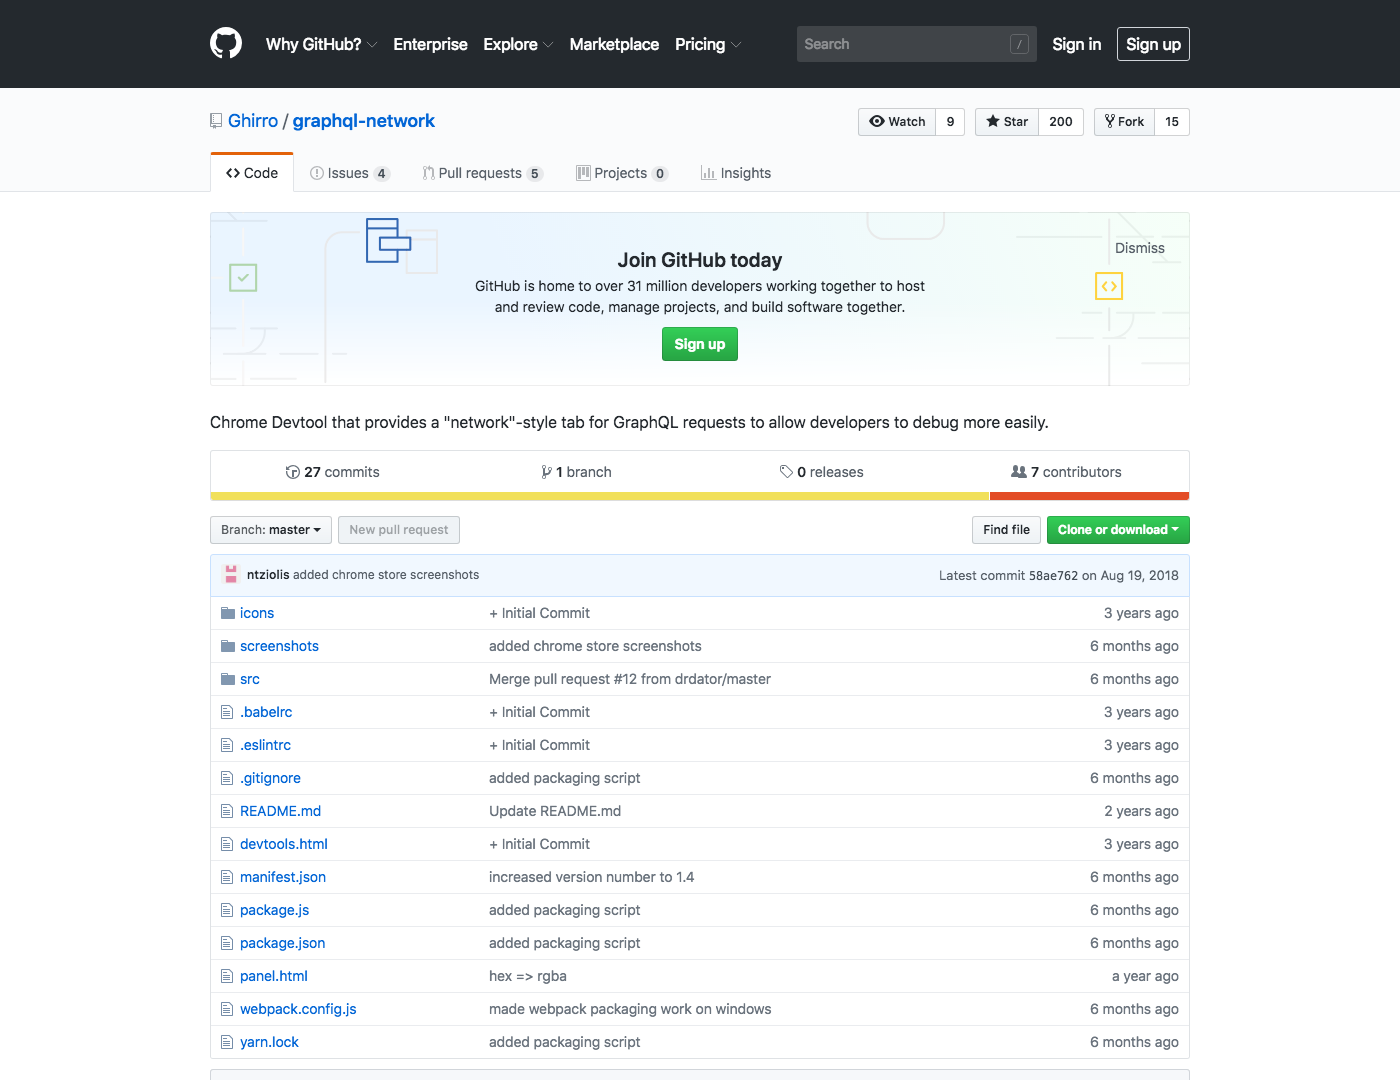 Why GitHub? Enterprise Explore Marketplace Pricing Search / Sign in Sign up
Ghirro / graphql-network Watch 9 Star 200 Fork 15
Code Issues 4 Pull requests 5 Projects 0 Insights
Dismiss
Join GitHub today
GitHub is home to over 31 million developers working together to host
and review code, manage projects, and build software together.
Sign up
Chrome Devtool that provides a "network"-style tab for GraphQL requests to allow developers to debug more easily.
27 commits 1 branch 0 releases 7 contributors
Branch: master New pull request Find file Clone or download
ntziolis added chrome store screenshots Latest commit 58ae762 on Aug 19, 2018
icons + Initial Commit 3 years ago
screenshots added chrome store screenshots 6 months ago
src Merge pull request #12 from drdator/master 6 months ago
.babelrc + Initial Commit 3 years ago
.eslintrc + Initial Commit 3 years ago
.gitignore added packaging script 6 months ago
README.md Update README.md 2 years ago
devtools.html + Initial Commit 3 years ago
manifest.json increased version number to 1.4 6 months ago
package.js added packaging script 6 months ago
package.json added packaging script 6 months ago
panel.html hex => rgba a year ago
webpack.config.js made webpack packaging work on windows 6 months ago
yarn.lock added packaging script 6 months ago